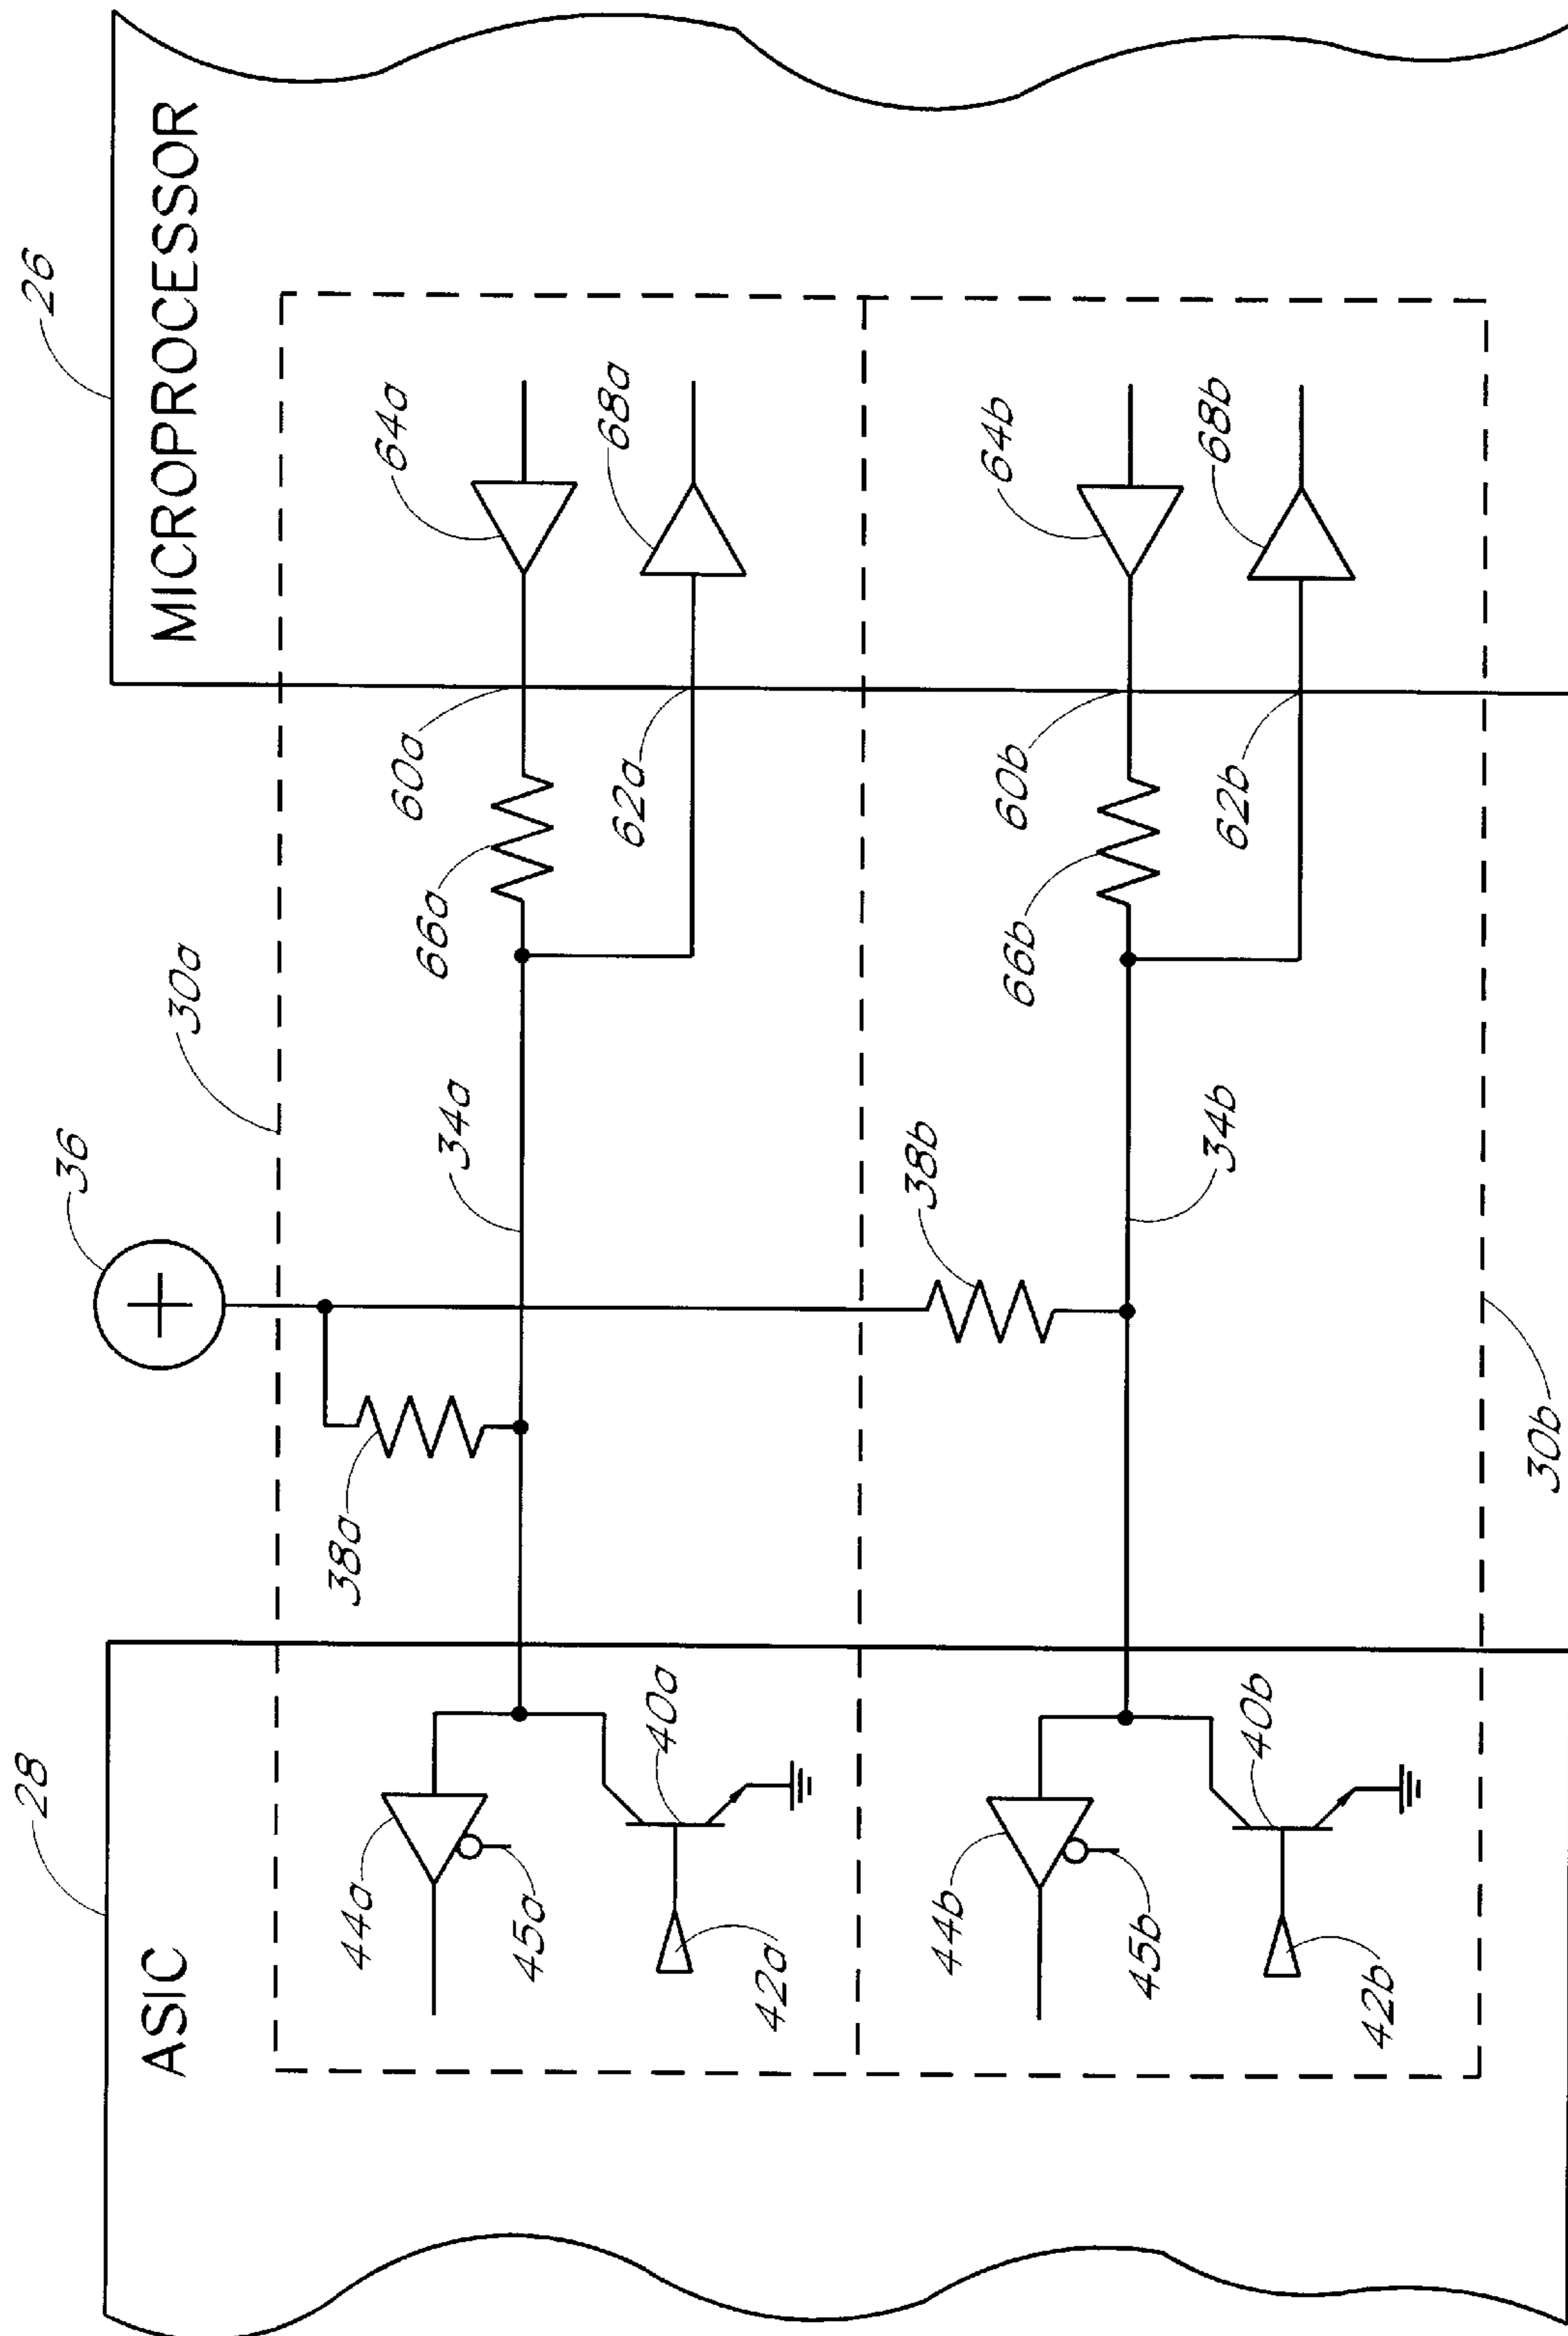 28
36
26
ASIC
MICROPROCESSOR
30a
38a
34a
44a
45a
40a
42a
66a
60a
62a
64a
68a
38b
34b
44b
45b
40b
42b
66b
60b
62b
64b
68b
30b
+